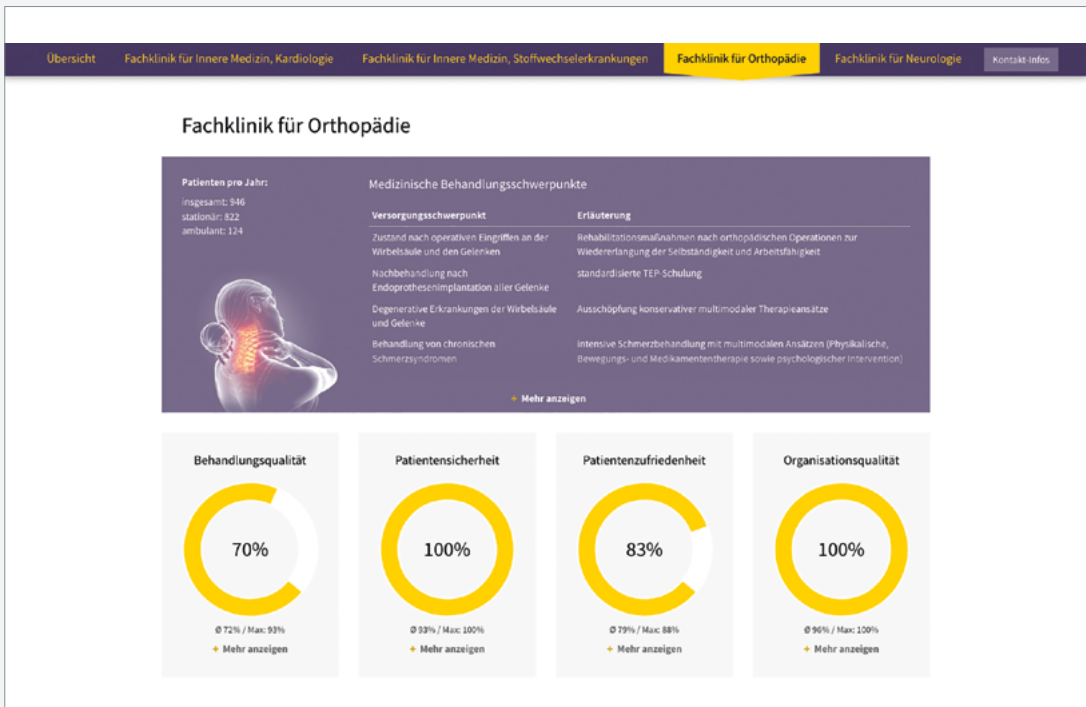 Übersicht
Fachklinik für Innere Medizin, Kardiologie
Fachklinik für Innere Medizin, Stoffwechselerkrankungen
Fachklinik für Orthopädie
Fachklinik für Neurologie
Kontakt-Infos
Fachklinik für Orthopädie
Patienten pro Jahr:
insgesamt: 946
stationär: 822
ambulant: 124
Medizinische Behandlungsschwerpunkte
Versorgungsschwerpunkt
Erläuterung
Zustand nach operativen Eingriffen an der
Wirbelsäule und den Gelenken
Rehabilitationsmaßnahmen nach orthopädischen Operationen zur
Wiedererlangung der Selbständigkeit und Arbeitsfähigkeit
Nachbehandlung nach
Endoprothesenimplantation aller Gelenke
standardisierte TEP-Schulung
Degenerative Erkrankungen der Wirbelsäule
und Gelenke
Ausschöpfung konservativer multimodaler Therapieansätze
Behandlung von chronischen
Schmerzsyndromen
intensive Schmerzbehandlung mit multimodalen Ansätzen (Physikalische,
Bewegungs- und Medikamententherapie sowie psychologischer Intervention)
+ Mehr anzeigen
Behandlungsqualität
70%
Ø 72% / Max: 93%
+ Mehr anzeigen
Patientensicherheit
100%
Ø 93% / Max: 100%
+ Mehr anzeigen
Patientenzufriedenheit
83%
Ø 79% / Max: 88%
+ Mehr anzeigen
Organisationsqualität
100%
Ø 96% / Max: 100%
+ Mehr anzeigen